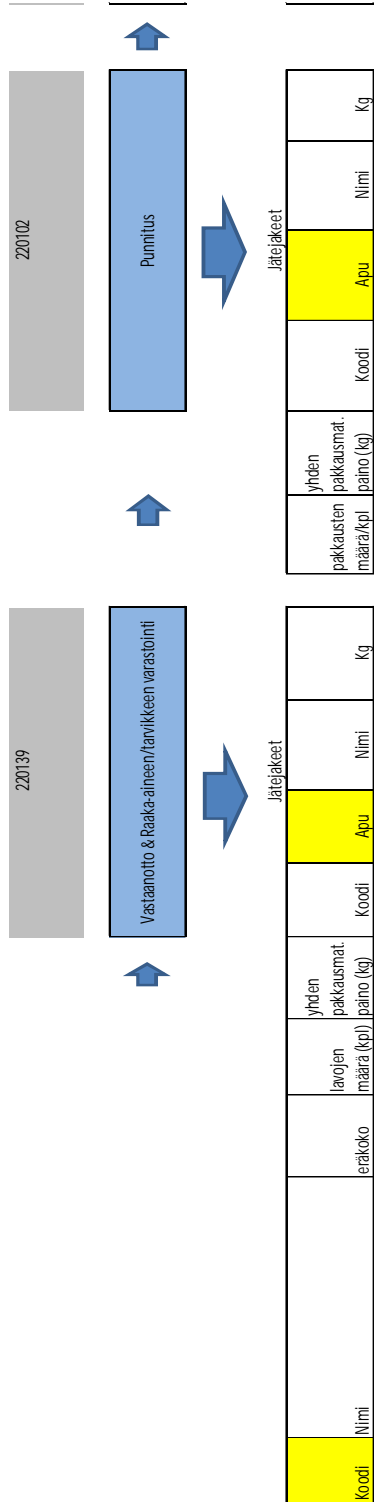 220139
220102
Vastaanotto & Raaka-aineen/tarvikkeen varastointi
Punnitus
Jätejakeet
Jätejakeet
Koodi
Nimi
eräkoko
lavojen
määrä (kpl)
yhden
pakkausmat.
paino (kg)
Koodi
Apu
Nimi
Kg
pakkausten
määrä/kpl
yhden
pakkausmat.
paino (kg)
Koodi
Apu
Nimi
Kg